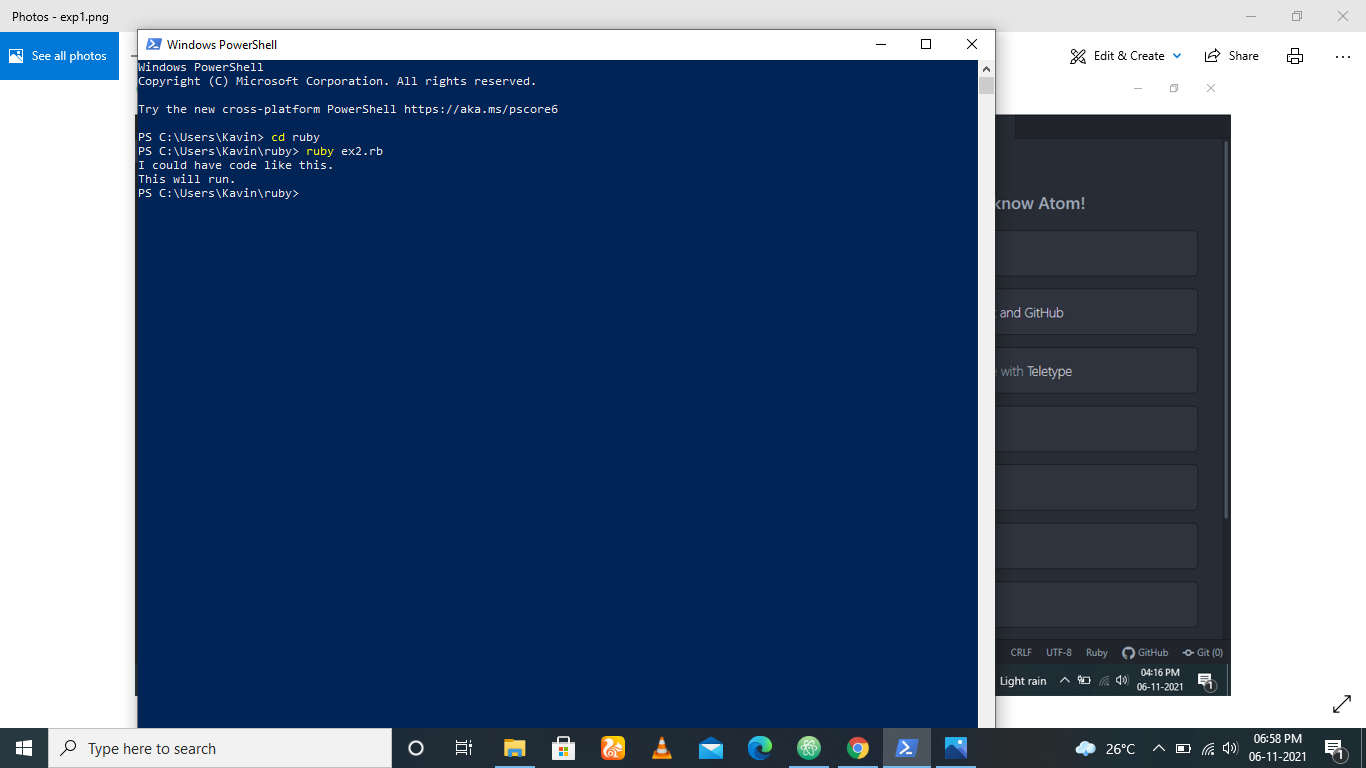 Photos - exp1.png
See all photos
Edit & Create
Share
Windows PowerShell
Windows PowerShell
Copyright (C) Microsoft Corporation. All rights reserved.
Try the new cross-platform PowerShell https://aka.ms/pscore6
PS C:\Users\Kavin> cd ruby
PS C:\Users\Kavin\ruby> ruby ex2.rb
I could have code like this.
This will run.
PS C:\Users\Kavin\ruby>
know Atom!
and GitHub
with Teletype
CRLF UTF-8 Ruby GitHub Git (0)
Light rain
04:16 PM
06-11-2021
1
Type here to search
26°C
06:58 PM
06-11-2021
1